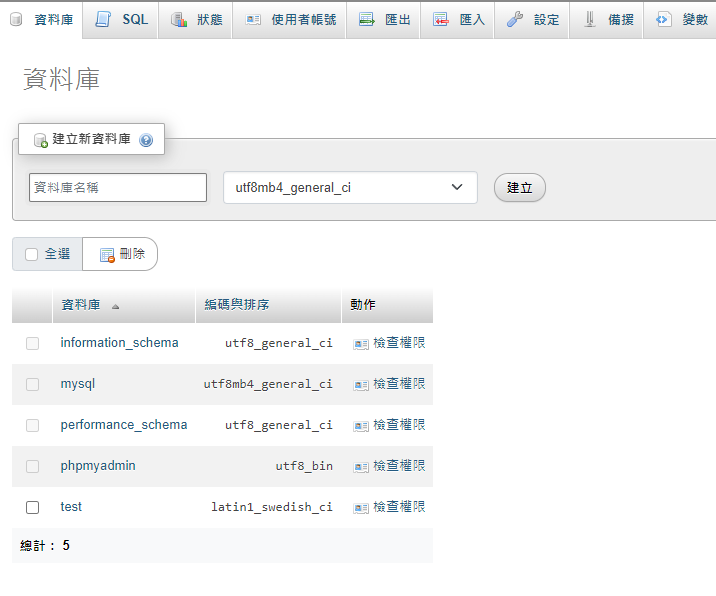 資料庫 SQL 狀態 使用者帳號 匯出 匯入 設定 備援 變數
資料庫
建立新資料庫
資料庫名稱 utf8mb4_general_ci 建立
全選 刪除
資料庫 編碼與排序 動作
information_schema utf8_general_ci 檢查權限
mysql utf8mb4_general_ci 檢查權限
performance_schema utf8_general_ci 檢查權限
phpmyadmin utf8_bin 檢查權限
test latin1_swedish_ci 檢查權限
總計： 5